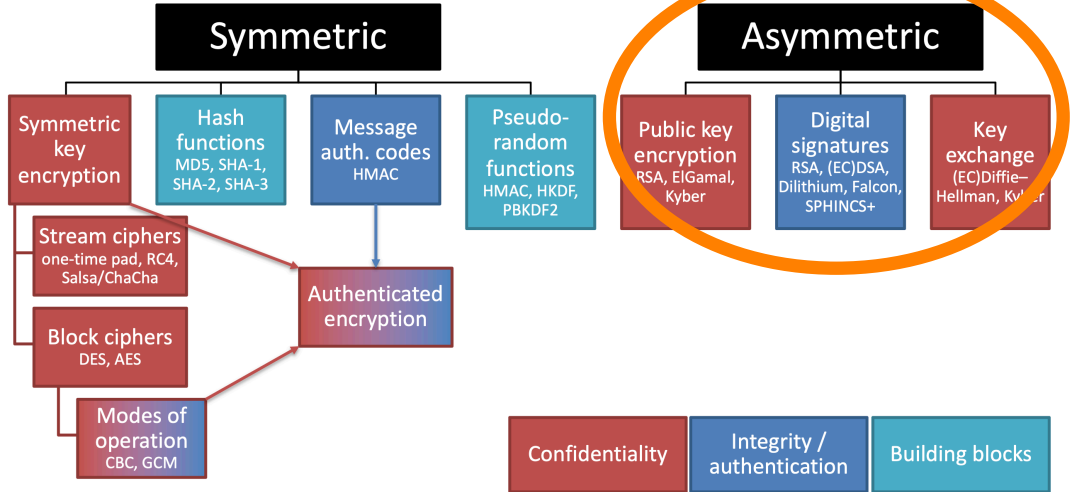 Symmetric
Asymmetric
Symmetric
key
encryption
Hash
functions
MD5, SHA-1,
SHA-2, SHA-3
Message
auth. codes
HMAC
Pseudo-
random
functions
HMAC, HKDF,
PBKDF2
Public key
encryption
RSA, ElGamal,
Kyber
Digital
signatures
RSA, (EC)DSA,
Dilithium, Falcon,
SPHINCS+
Key
exchange
(EC)Diffie–
Hellman, Kyber
Stream ciphers
one-time pad, RC4,
Salsa/ChaCha
Authenticated
encryption
Block ciphers
DES, AES
Modes of
operation
CBC, GCM
Confidentiality
Integrity /
authentication
Building blocks